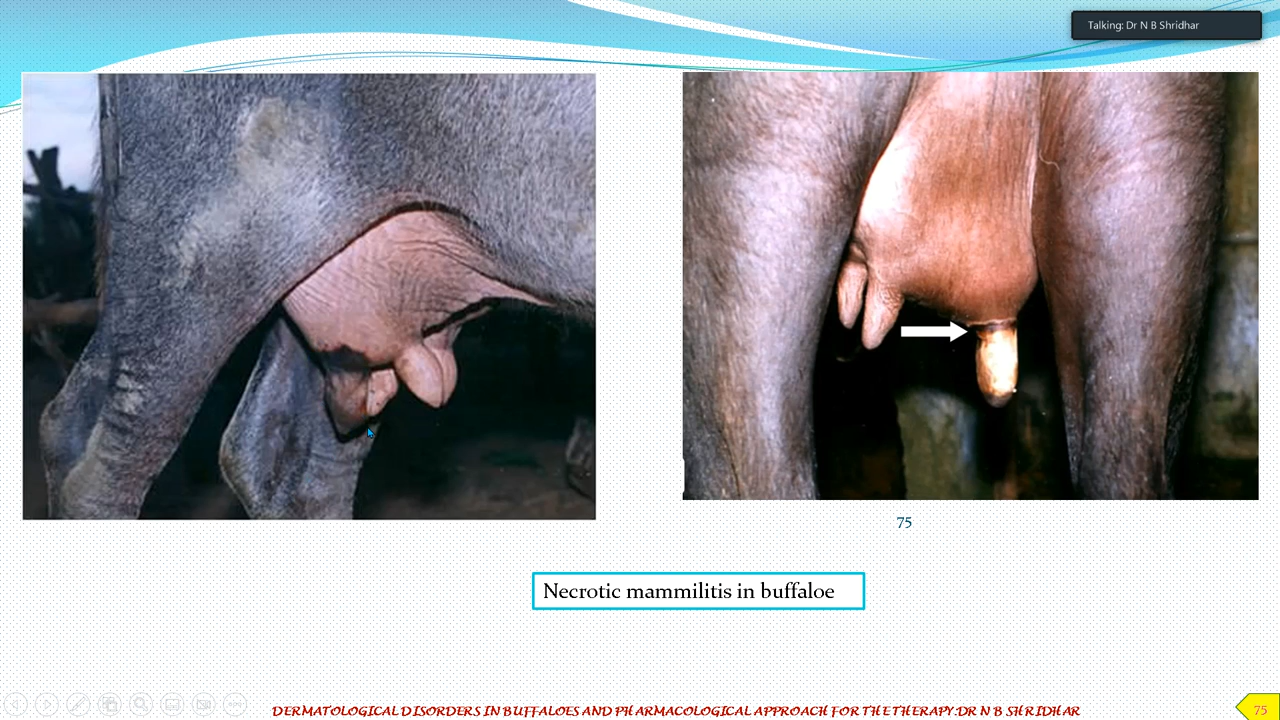 Talking: Dr N B Shridhar
75
Necrotic mammilitis in buffaloe
DERMATOLOGICAL DISORDERS IN BUFFALOES AND PHARMACOLOGICAL APPROACH FOR THE THERAPY:DR N B SHRIDHAR
75